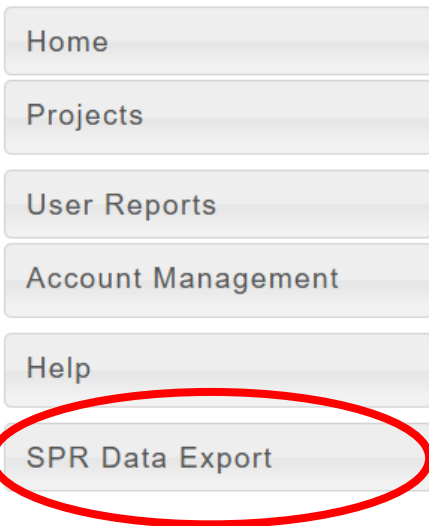 Home
Projects
User Reports
Account Management
Help
SPR Data Export